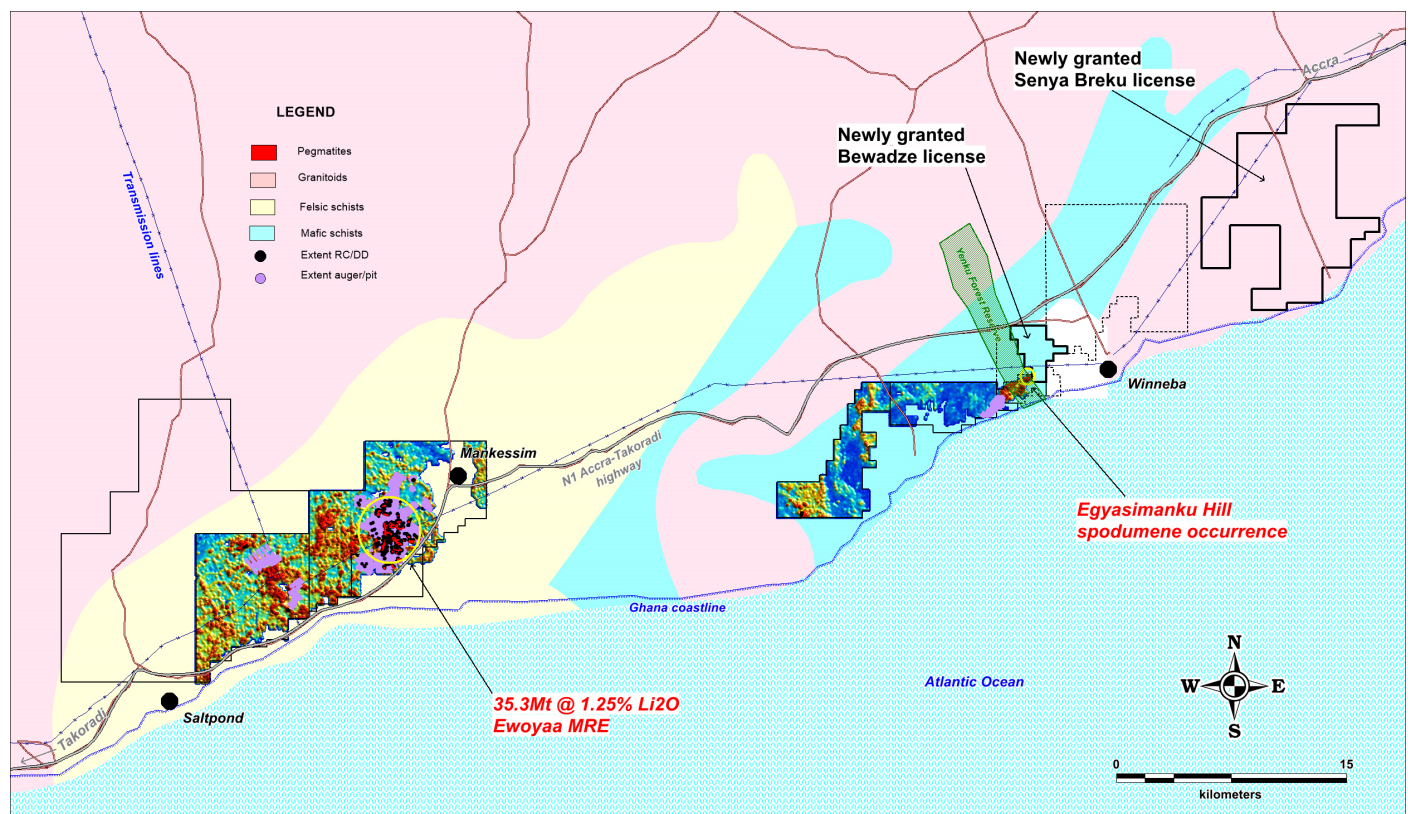 Newly granted
Senya Breku license
Accra
Newly granted
Bewadze license
LEGEND
Pegmatites
Granitoids
Felsic schists
Mafic schists
Extent RC/DD
Extent auger/pit
Transmission lines
Yenku Forest Reserve
Winneba
Mankessim
N1 Accra-Takoradi
highway
Egyasimanku Hill
spodumene occurrence
Ghana coastline
Atlantic Ocean
N
W
E
S
35.3Mt @ 1.25% Li2O
Ewoyaa MRE
Saltpond
Takoradi
0
15
kilometers